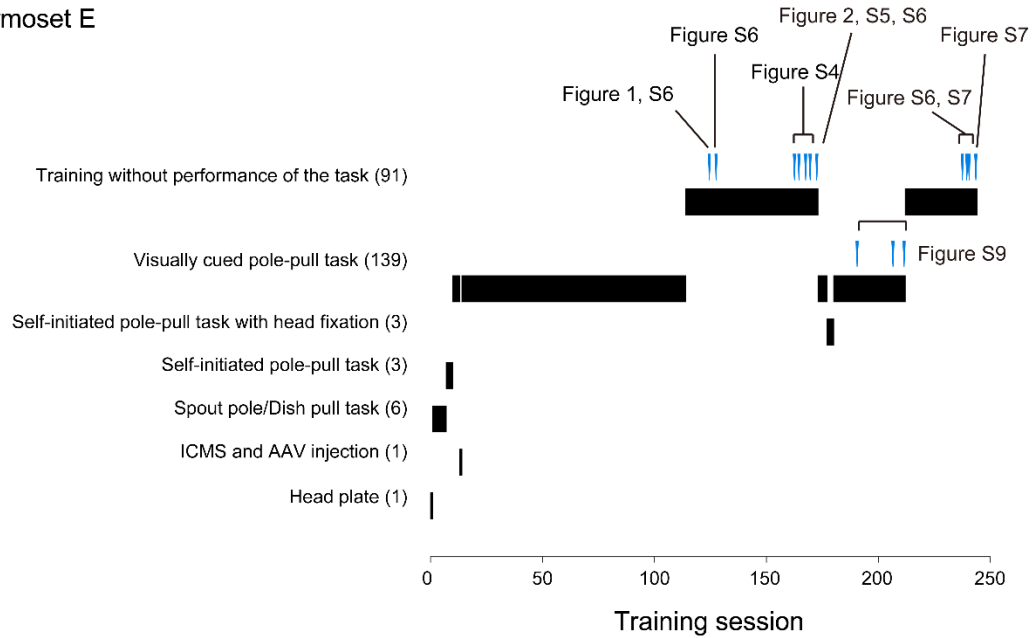 rmoset E
Figure 2, S5, S6
Figure S6
Figure S7
Figure S4
Figure 1, S6
Figure S6, S7
Training without performance of the task (91)
Visually cued pole-pull task (139)
Figure S9
Self-initiated pole-pull task with head fixation (3)
Self-initiated pole-pull task (3)
Spout pole/Dish pull task (6)
ICMS and AAV injection (1)
Head plate (1)
0 50 100 150 200 250
Training session